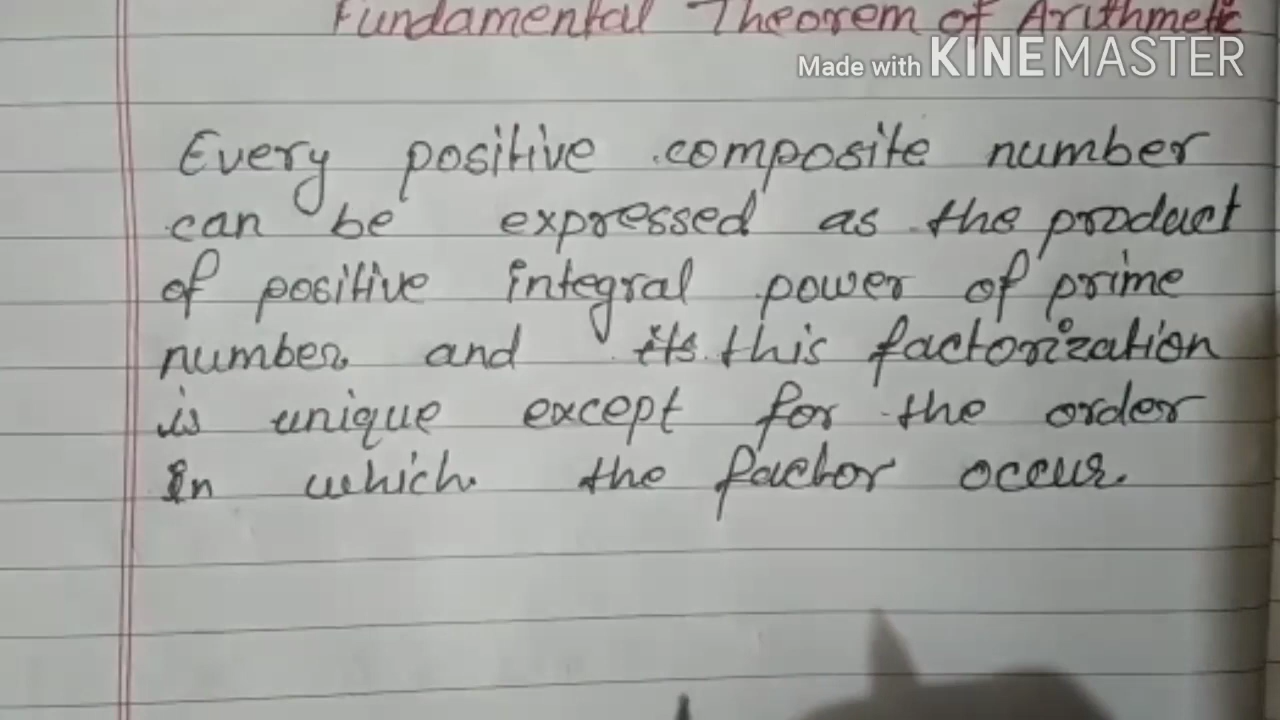 Fundamental Theorem of Arithmetic
Made with KINEMASTER
Every positive composite number
can be expressed as the product
of positive integral power of prime
number and its this factorization
is unique except for the order
in which the factor occur.